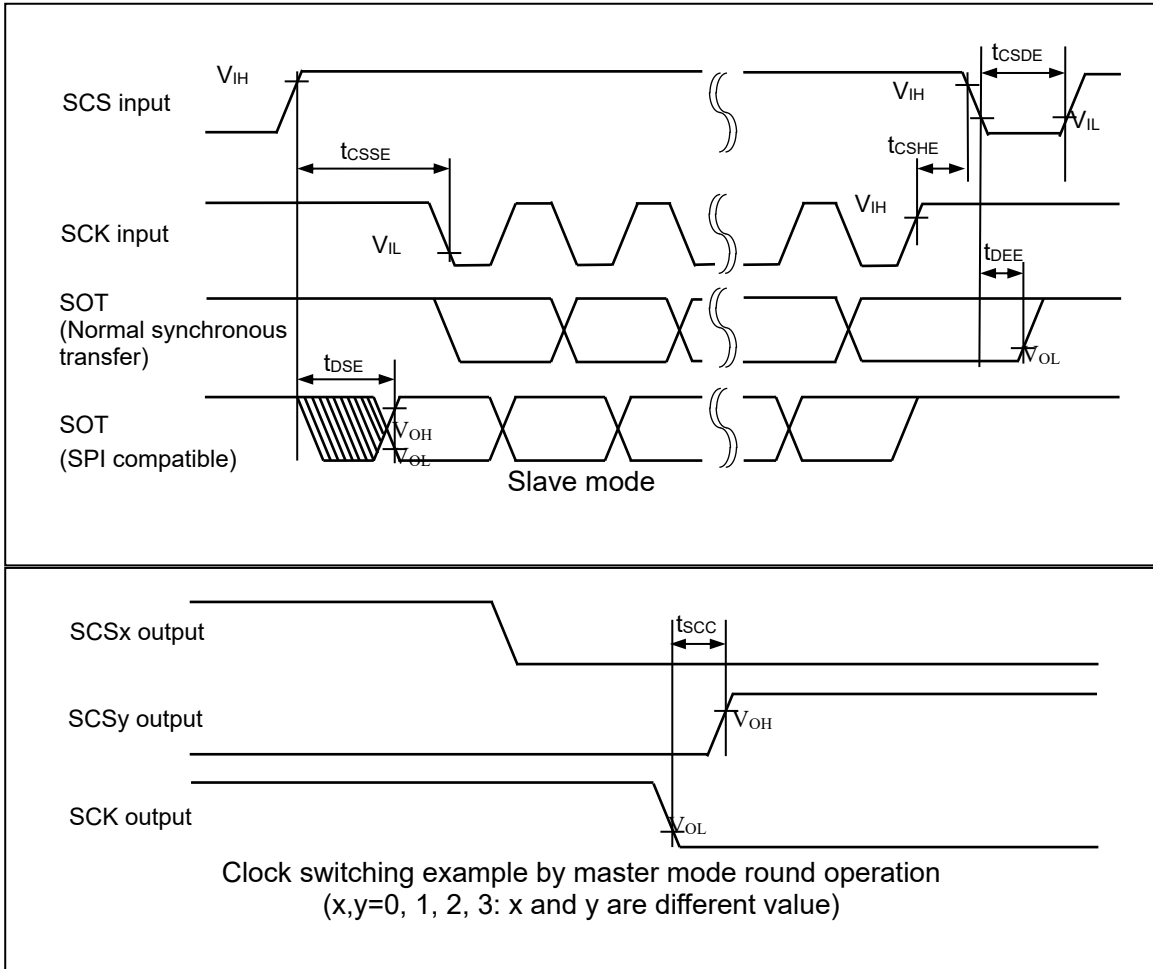 tCSDE
VIH
SCS input
VIH
VIL
tCSSE
tCSHE
SCK input
VIH
VIL
tDEE
SOT
(Normal synchronous
transfer)
VOL
tDSE
SOT
(SPI compatible)
VOH
VOL
Slave mode
SCSx output
tSCC
SCSy output
VOH
SCK output
VOL
Clock switching example by master mode round operation
(x,y=0, 1, 2, 3: x and y are different value)